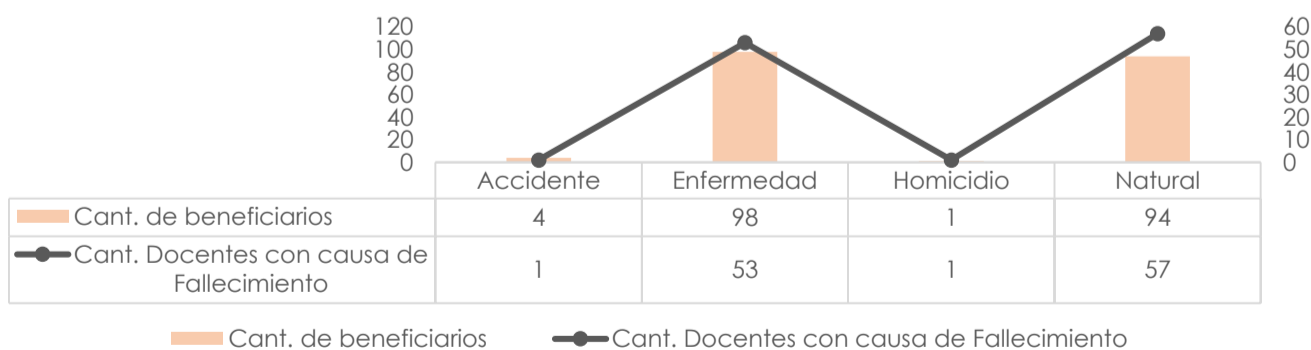 120
100
80
60
40
20
0
60
50
40
30
20
10
0
Accidente Enfermedad Homicidio Natural
Cant. de beneficiarios 4 98 1 94
Cant. Docentes con causa de
Fallecimiento 1 53 1 57
Cant. de beneficiarios Cant. Docentes con causa de Fallecimiento